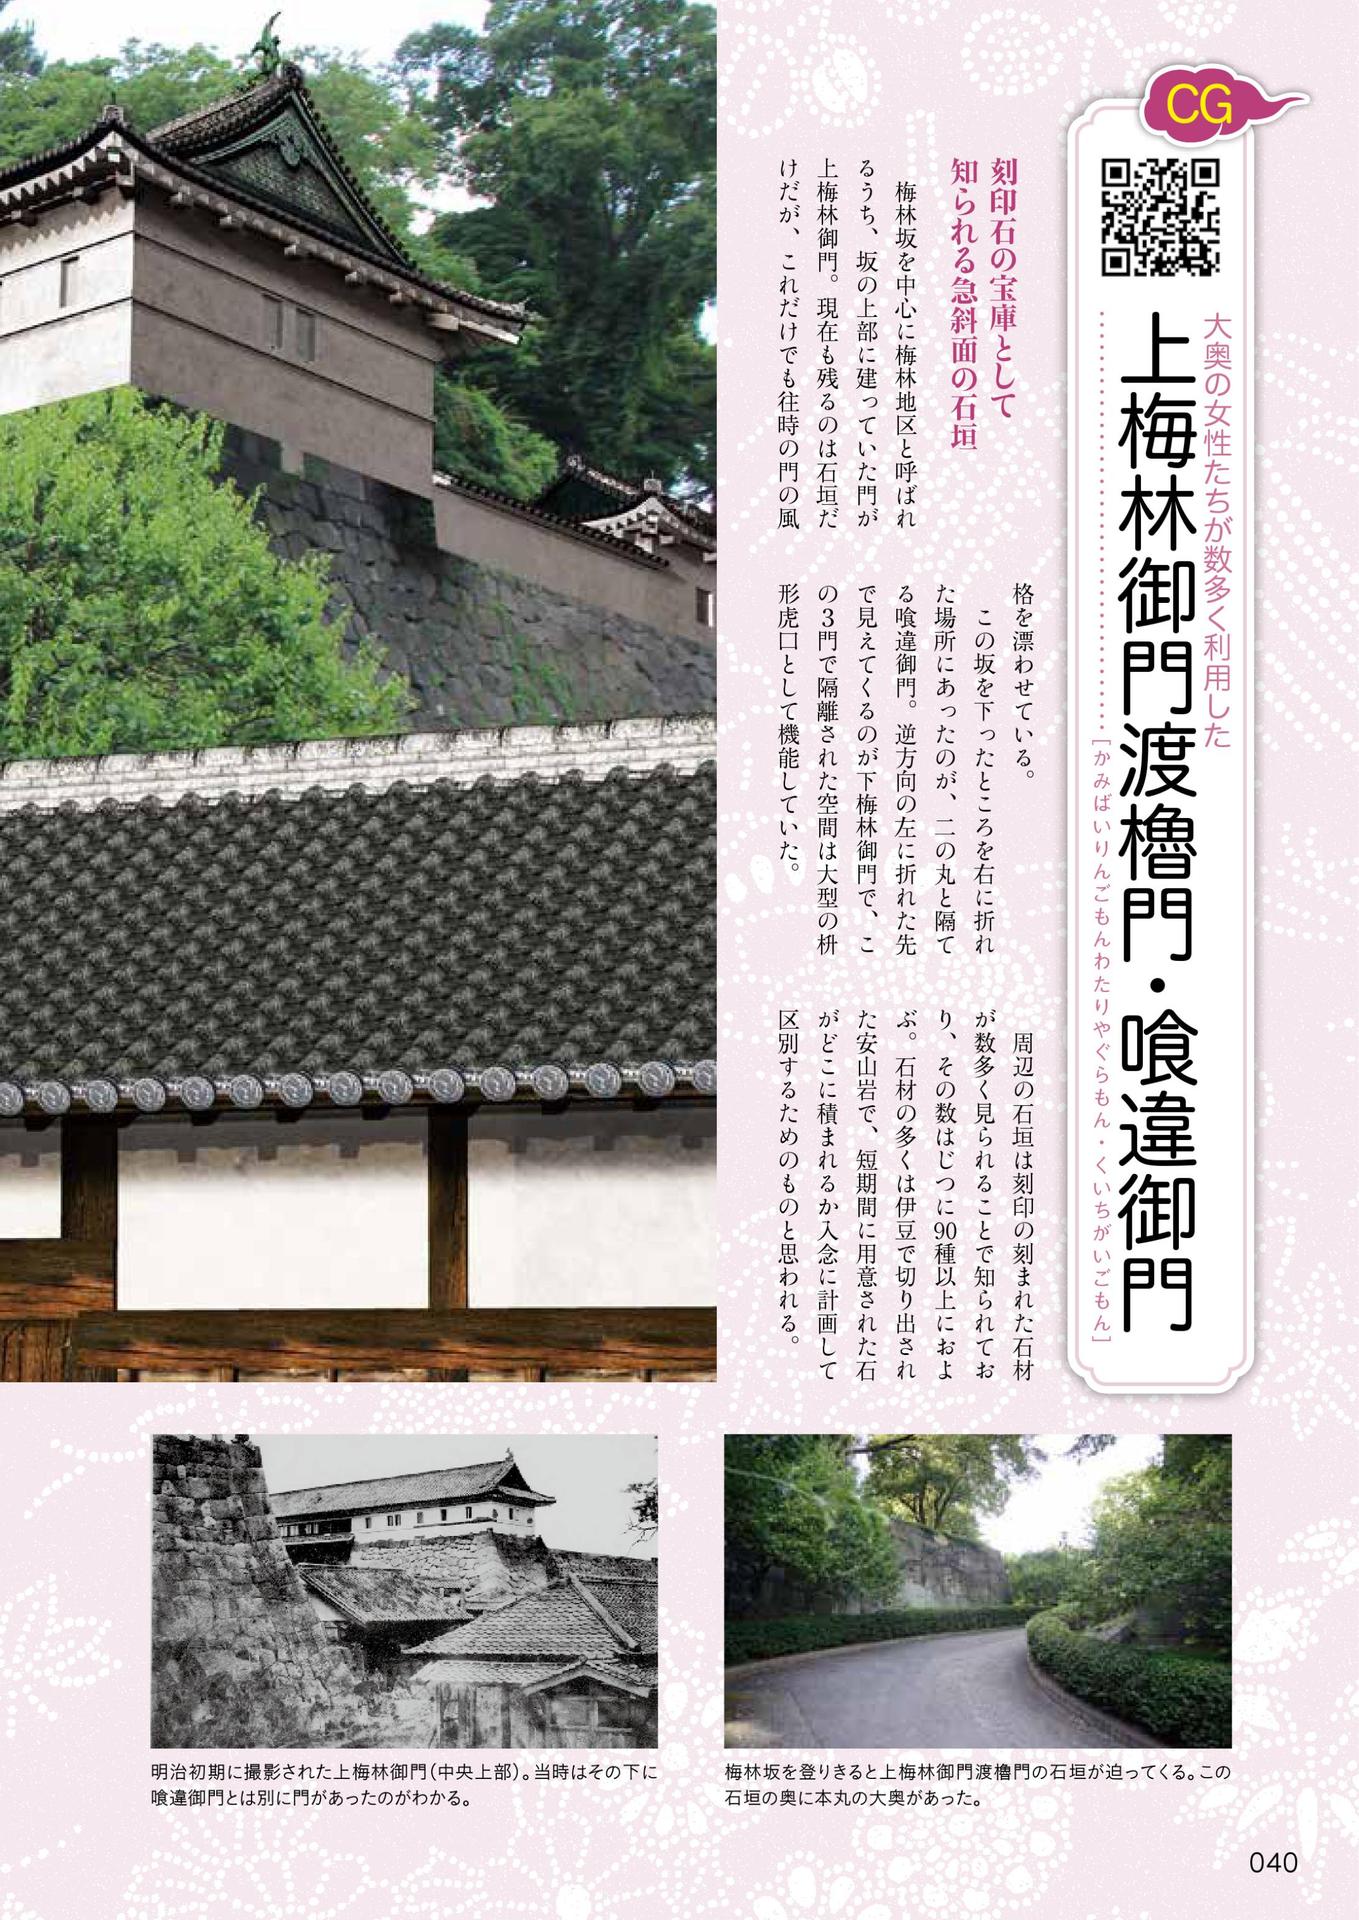 CG
大奥の女性たちが数多く利用した
上梅林御門渡櫓門・喰違御門
［かみばいりんごもんわたりやぐらもん・くいちがいごもん］
刻印石の宝庫として
知られる急斜面の石垣
梅林坂を中心に梅林地区と呼ばれ
るうち、坂の上部に建っていた門が
上梅林御門。現在も残るのは石垣だ
けだが、これだけでも往時の門の風
格を漂わせている。
この坂を下ったところを右に折れ
た場所にあったのが、二の丸と隔て
る喰違御門。逆方向の左に折れた先
で見えてくるのが下梅林御門で、こ
の3門で隔離された空間は大型の枡
形虎口として機能していた。
周辺の石垣は刻印の刻まれた石材
が数多く見られることで知られてお
り、その数はじつに90種以上におよ
ぶ。石材の多くは伊豆で切り出され
た安山岩で、短期間に用意された石
がどこに積まれるか入念に計画して
区別するためのものと思われる。
明治初期に撮影された上梅林御門（中央上部）。当時はその下に
喰違御門とは別に門があったのがわかる。
梅林坂を登りきると上梅林御門渡櫓門の石垣が迫ってくる。この
石垣の奥に本丸の大奥があった。
040